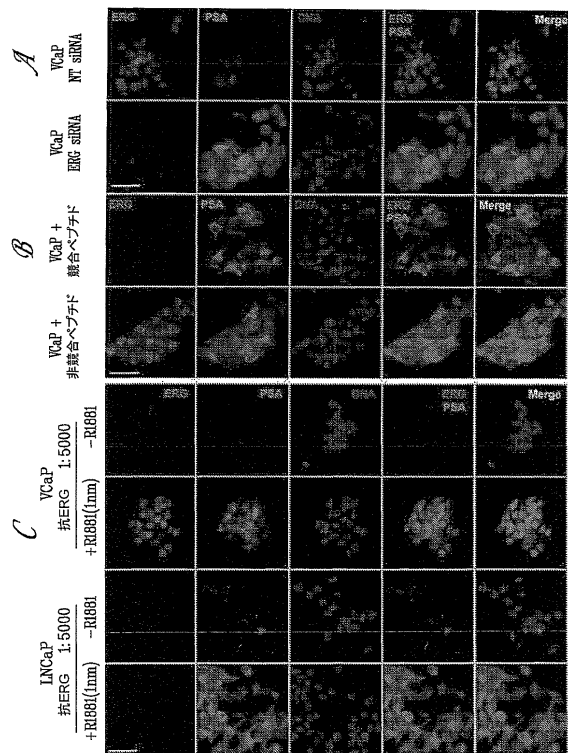 A
VCaP
NT siRNA
ERG
PSA
DNA
ERG
PSA
Merge
VCaP
ERG siRNA
B
VCaP +
競合ペプチド
ERG
PSA
DNA
ERG
PSA
Merge
VCaP +
非競合ペプチド
C
VCaP
抗ERG 1:5000
-R1881
ERG
PSA
DNA
ERG
PSA
Merge
+R1881(1nm)
LNCaP
抗ERG 1:5000
-R1881
+R1881(1nm)